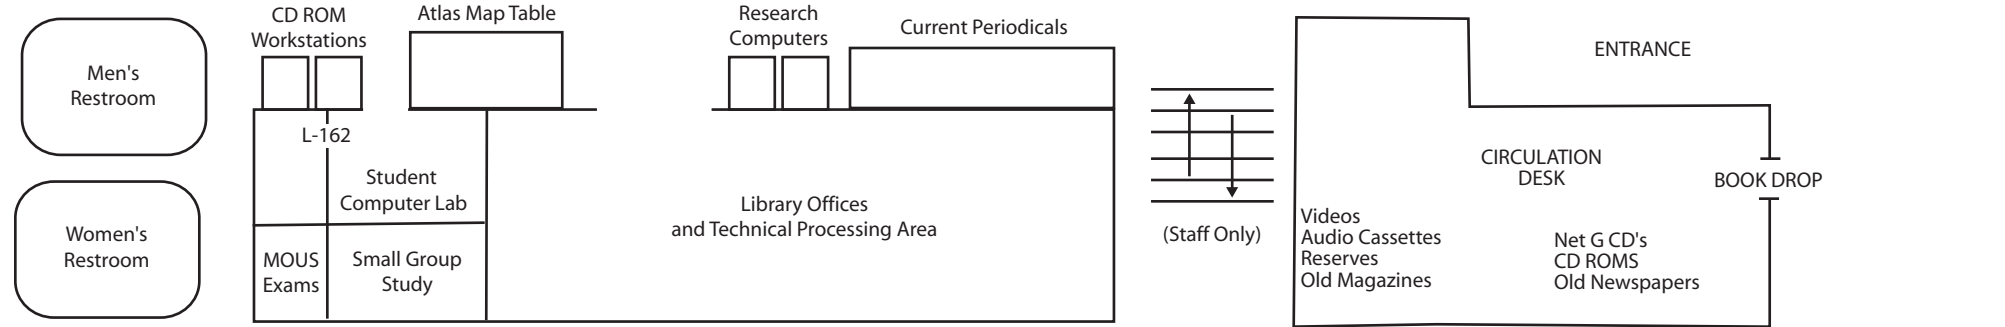 Men's
Restroom
Women's
Restroom
CD ROM
Workstations
Atlas Map Table
L-162
Student
Computer Lab
MOUS
Exams
Small Group
Study
Research
Computers
Current Periodicals
Library Offices
and Technical Processing Area
(Staff Only)
ENTRANCE
CIRCULATION
DESK
BOOK DROP
Videos
Audio Cassettes
Reserves
Old Magazines
Net G CD's
CD ROMS
Old Newspapers